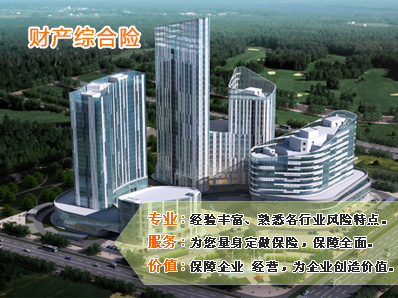 财产综合险
专业：经验丰富、熟悉各行业风险特点。
服务：为您量身定做保险，保障全面。
价值：保障企业 经营，为企业创造价值。